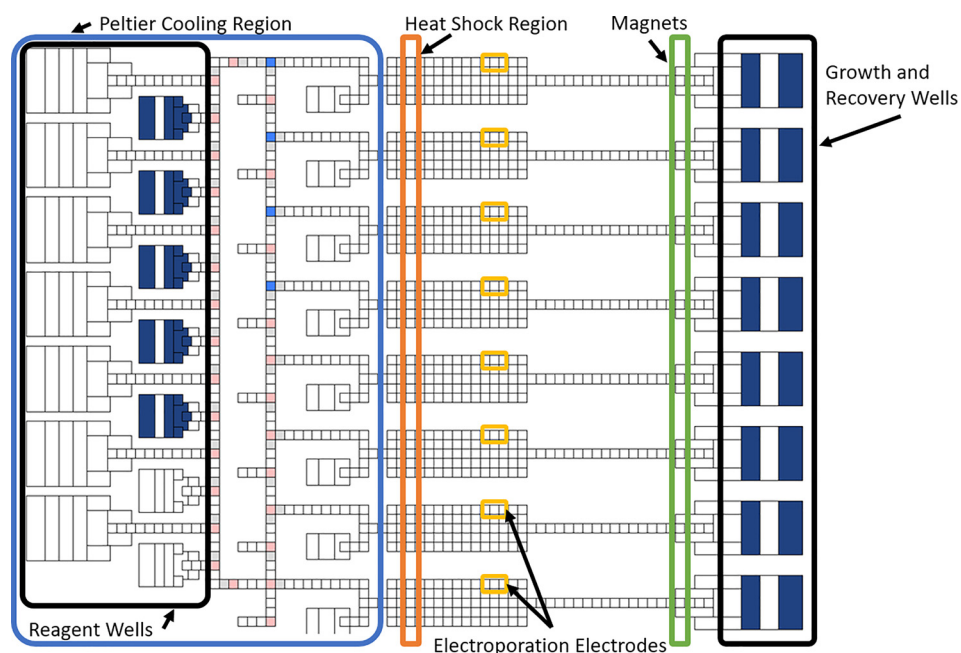 Peltier Cooling Region
Heat Shock Region
Magnets
Growth and
Recovery Wells
Reagent Wells
Electroporation Electrodes